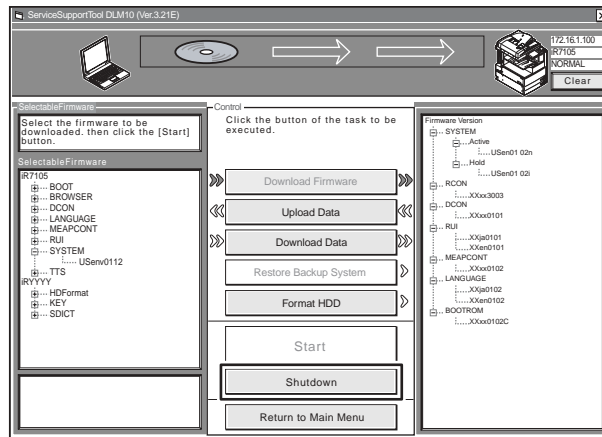 ServiceSupportTool DLM10 (Ver.3.21E)
X
172.16.1.100
iR7105
NORMAL
Clear
SelectableFirmware
Select the firmware to be
downloaded. then click the [Start]
button.
SelectableFirmware
iR7105
BOOT
BROWSER
DCON
LANGUAGE
MEAPCONT
RUI
SYSTEM
USenv0112
TTS
iRYYYY
HDFormat
KEY
SDICT
Control
Click the button of the task to be
executed.
Download Firmware
Upload Data
Download Data
Restore Backup System
Format HDD
Start
Shutdown
Return to Main Menu
Firmware Version
SYSTEM
Active
USen01 02n
Hold
USen01 02i
RCON
XXxx3003
DCON
XXxx0101
RUI
XXja0101
XXen0101
MEAPCONT
XXxx0102
LANGUAGE
XXja0102
XXen0102
BOOTROM
XXxx0102C